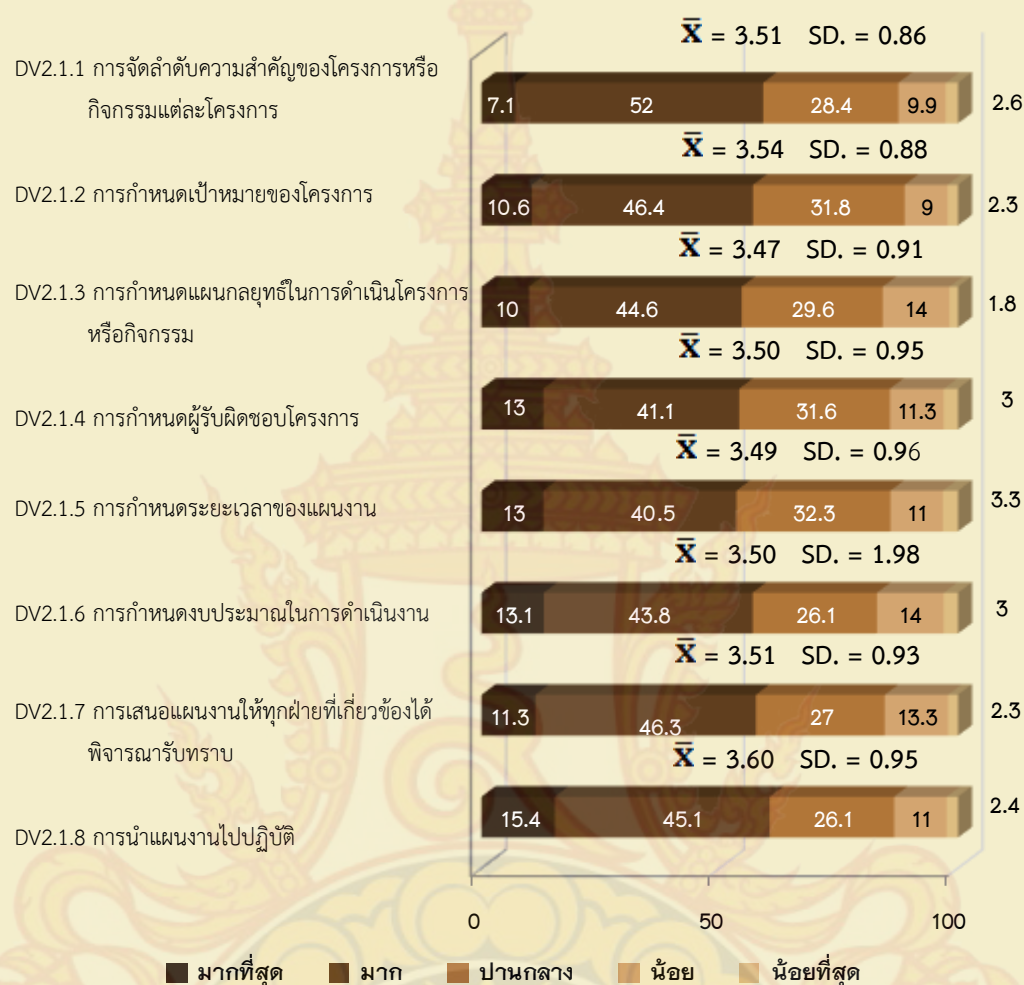 x̄ = 3.51 SD. = 0.86
DV2.1.1 การจัดลำดับความสำคัญของโครงการหรือ
กิจกรรมแต่ละโครงการ
7.1 52 28.4 9.9 2.6
x̄ = 3.54 SD. = 0.88
DV2.1.2 การกำหนดเป้าหมายของโครงการ
10.6 46.4 31.8 9 2.3
x̄ = 3.47 SD. = 0.91
DV2.1.3 การกำหนดแผนกลยุทธ์ในการดำเนินโครงการ
หรือกิจกรรม
10 44.6 29.6 14 1.8
x̄ = 3.50 SD. = 0.95
DV2.1.4 การกำหนดผู้รับผิดชอบโครงการ
13 41.1 31.6 11.3 3
x̄ = 3.49 SD. = 0.96
DV2.1.5 การกำหนดระยะเวลาของแผนงาน
13 40.5 32.3 11 3.3
x̄ = 3.50 SD. = 1.98
DV2.1.6 การกำหนดงบประมาณในการดำเนินงาน
13.1 43.8 26.1 14 3
x̄ = 3.51 SD. = 0.93
DV2.1.7 การเสนอแผนงานให้ทุกฝ่ายที่เกี่ยวข้องได้
พิจารณารับทราบ
11.3 46.3 27 13.3 2.3
x̄ = 3.60 SD. = 0.95
DV2.1.8 การนำแผนงานไปปฏิบัติ
15.4 45.1 26.1 11 2.4
0 50 100
มากที่สุด มาก ปานกลาง น้อย น้อยที่สุด